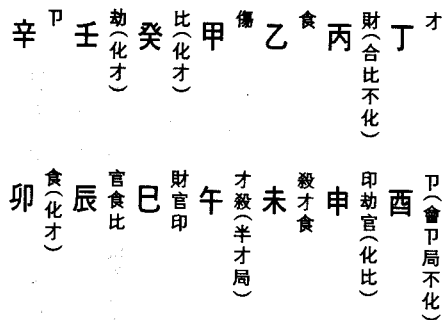 才
丁
財(合比不化)
丙
食
乙
傷
甲
比(化才)
癸
劫(化才)
壬
卩
辛
卩(會卩局不化)
酉
印劫官(化比)
申
殺才食
未
才殺(半才局)
午
財官印
巳
官食比
辰
食(化才)
卯